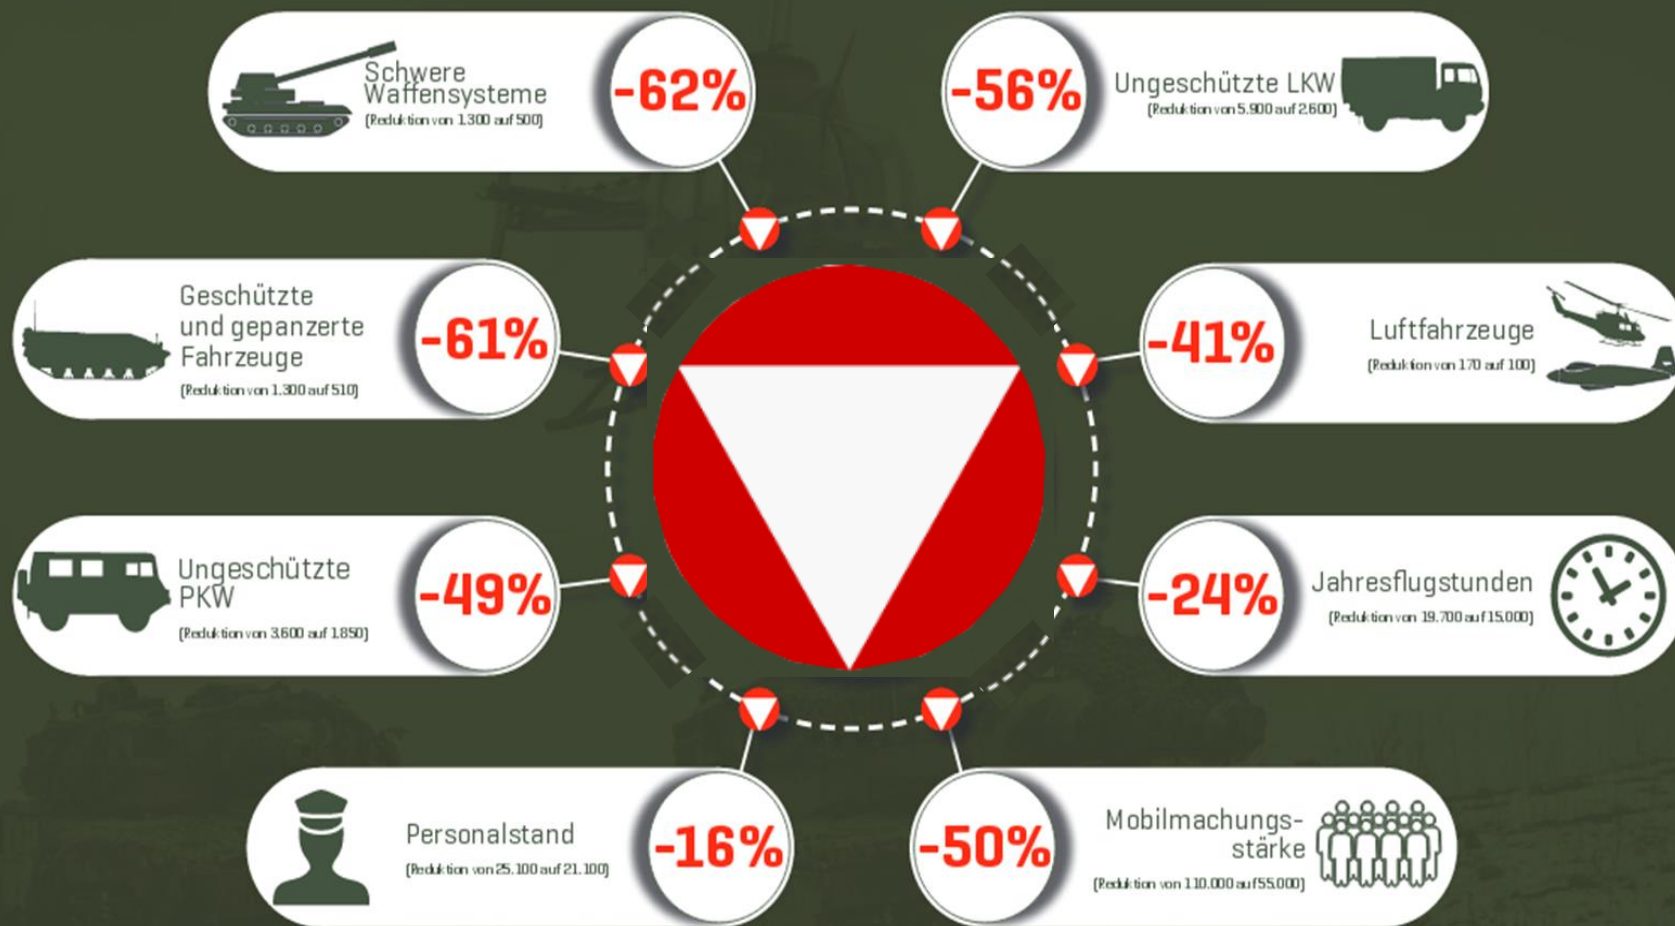 Schwere
Waffensysteme
(Reduktion von 1.300 auf 500)
-62%
-56%
Ungeschützte LKW
(Reduktion von 5.900 auf 2.600)
Geschützte
und gepanzerte
Fahrzeuge
(Reduktion von 1.300 auf 510)
-61%
-41%
Luftfahrzeuge
(Reduktion von 170 auf 100)
Ungeschützte
PKW
(Reduktion von 3.600 auf 1.850)
-49%
-24%
Jahresflugstunden
(Reduktion von 19.700 auf 15.000)
Personalstand
(Reduktion von 25.100 auf 21.100)
-16%
-50%
Mobilmachungs-
stärke
(Reduktion von 110.000 auf 55.000)